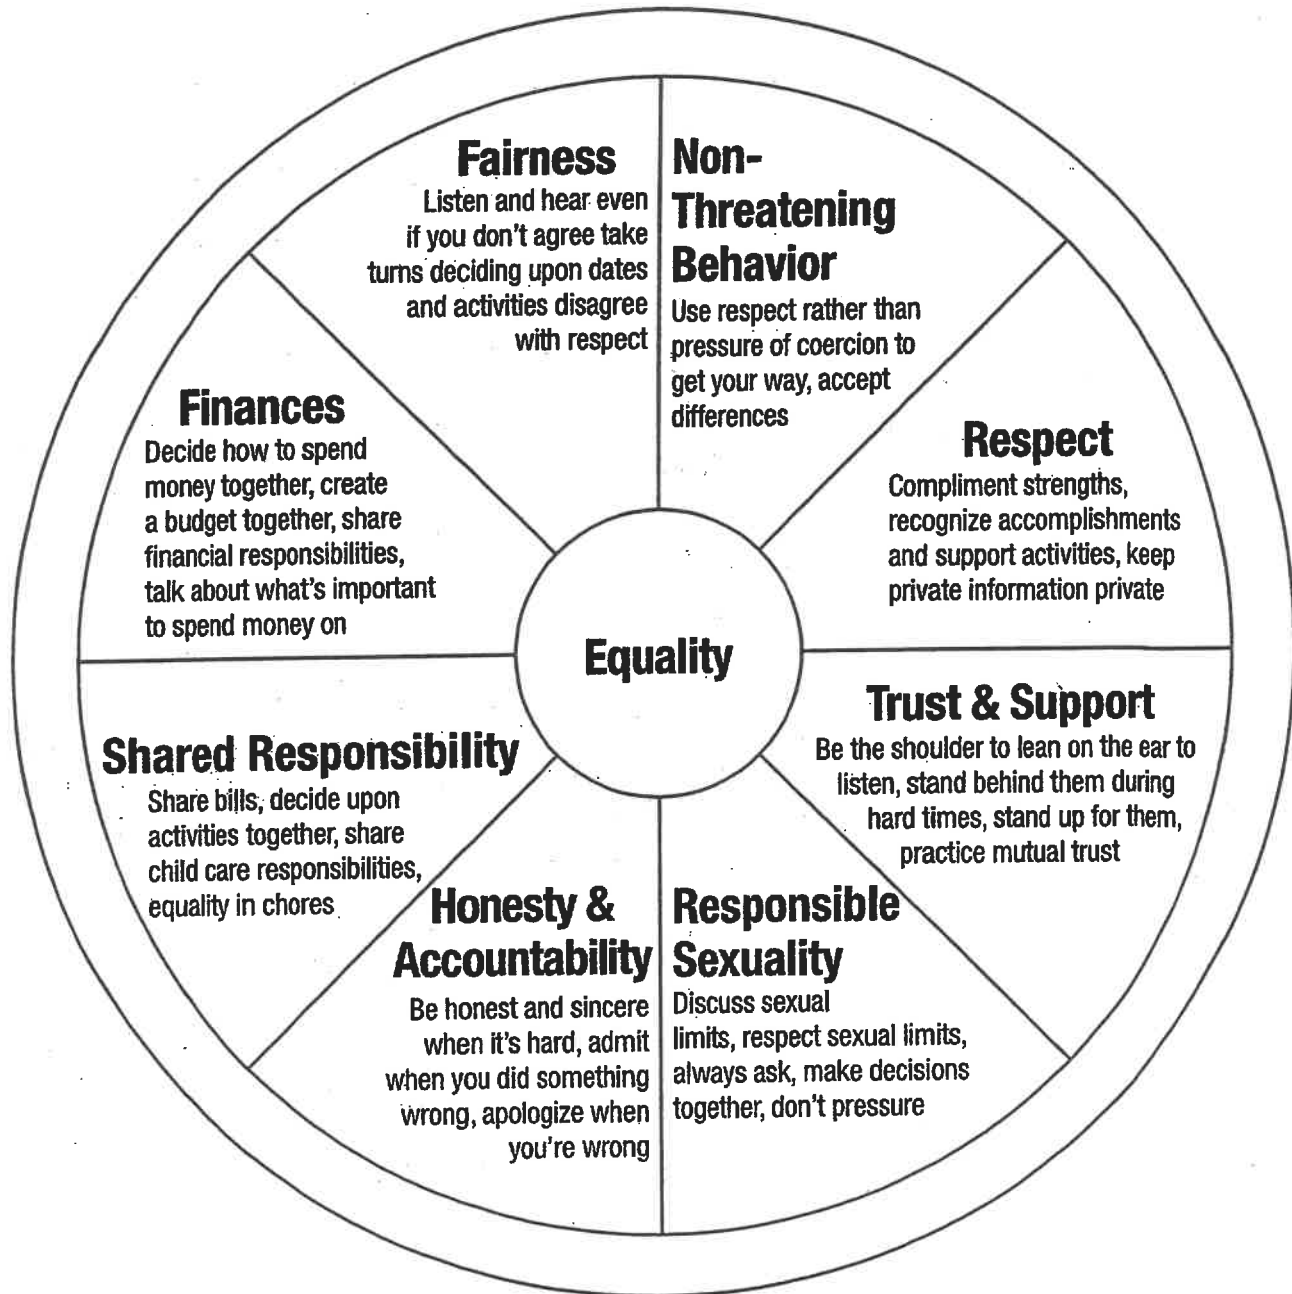 Fairness
Listen and hear even
if you don't agree take
turns deciding upon dates
and activities disagree
with respect
Non-
Threatening
Behavior
Use respect rather than
pressure of coercion to
get your way, accept
differences
Respect
Compliment strengths,
recognize accomplishments
and support activities, keep
private information private
Trust & Support
Be the shoulder to lean on the ear to
listen, stand behind them during
hard times, stand up for them,
practice mutual trust
Responsible
Sexuality
Discuss sexual
limits, respect sexual limits,
always ask, make decisions
together, don't pressure
Honesty &
Accountability
Be honest and sincere
when it's hard, admit
when you did something
wrong, apologize when
you're wrong
Shared Responsibility
Share bills, decide upon
activities together, share
child care responsibilities,
equality in chores
Finances
Decide how to spend
money together, create
a budget together, share
financial responsibilities,
talk about what's important
to spend money on
Equality